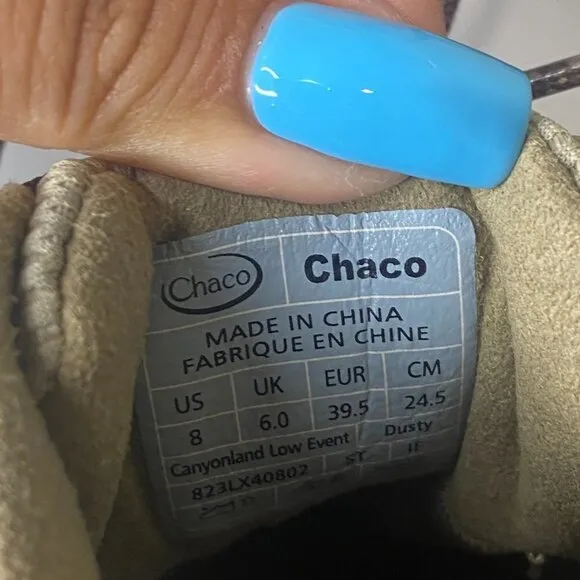 Chaco Chaco
MADE IN CHINA
FABRIQUE EN CHINE
US UK EUR CM
8 6.0 39.5 24.5
Canyonland Low Event Dusty
823LX40802 ST